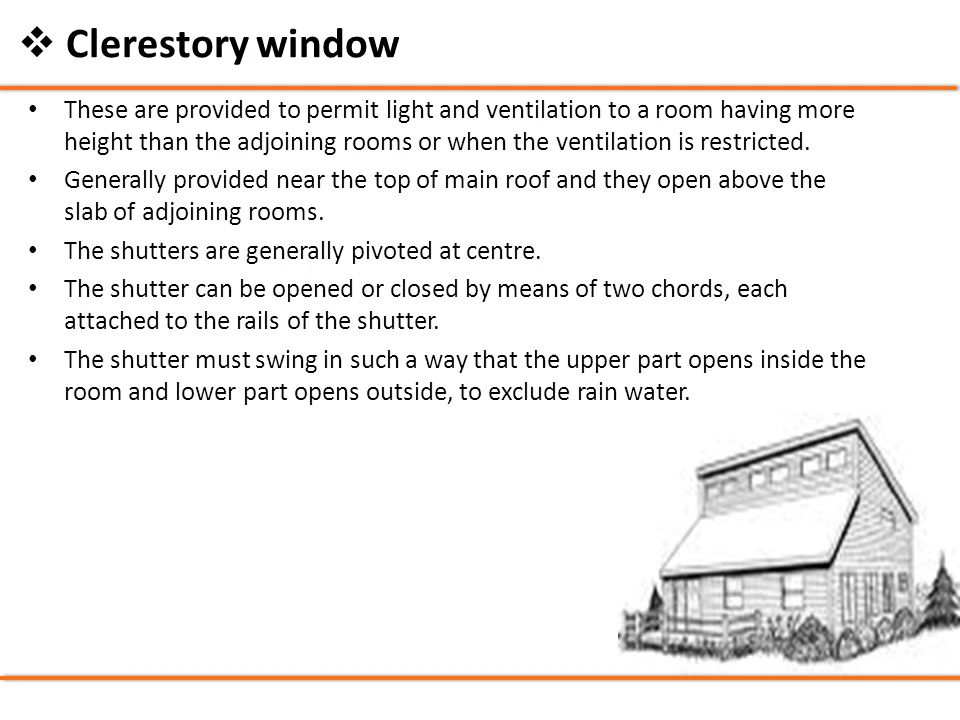 ❖ Clerestory window
• These are provided to permit light and ventilation to a room having more
height than the adjoining rooms or when the ventilation is restricted.
• Generally provided near the top of main roof and they open above the
slab of adjoining rooms.
• The shutters are generally pivoted at centre.
• The shutter can be opened or closed by means of two chords, each
attached to the rails of the shutter.
• The shutter must swing in such a way that the upper part opens inside the
room and lower part opens outside, to exclude rain water.